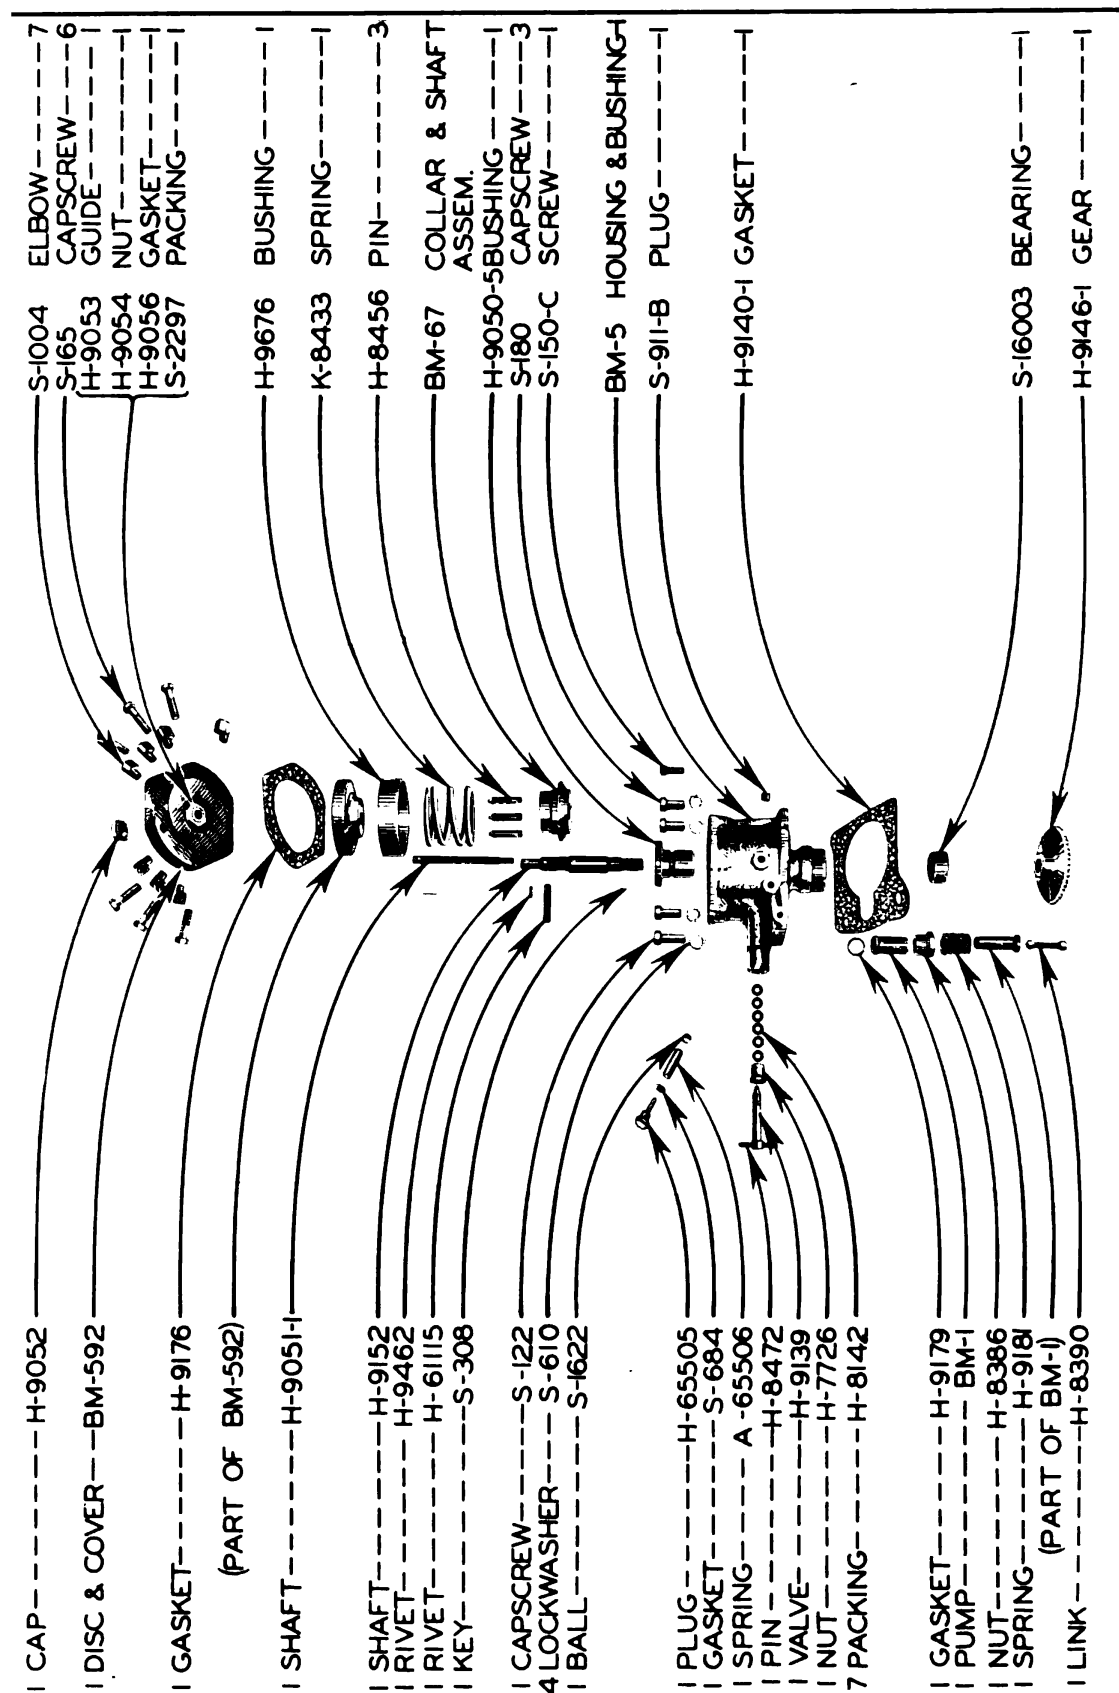 S-1004 ELBOW-----7
S-165 CAPSCREW----6
H-9053 GUIDE------1
H-9054 NUT--------1
H-9056 GASKET-----1
S-2297 PACKING----1
H-9676 BUSHING----1
K-8433 SPRING-----1
H-8456 PIN------3
BM-67 COLLAR & SHAFT
ASSEM.
H-9050-5 BUSHING----1
S-180 CAPSCREW----3
S-150-C SCREW------1
BM-5 HOUSING & BUSHING-1
S-911-B PLUG------1
H-9140-1 GASKET------1
S-16003 BEARING-----1
H-9146-1 GEAR------1
1 CAP--------H-9052
1 DISC & COVER---BM-592
1 GASKET------H-9176
(PART OF BM-592)
1 SHAFT------H-9051-1
1 SHAFT--------H-9152
1 RIVET------H-9462
1 RIVET------H-61115
1 KEY--------S-308
1 CAPSCREW-----S-122
4 LOCKWASHER----S-610
1 BALL--------S-1622
1 PLUG------H-65505
1 GASKET------S-684
1 SPRING-----A-65506
1 PIN------H-8472
1 VALVE------H-9139
1 NUT------H-7726
7 PACKING------H-8142
1 GASKET-----H-9179
1 PUMP------BM-1
1 NUT------H-8386
1 SPRING-----H-9181
(PART OF BM-1)
1 LINK------H-8390